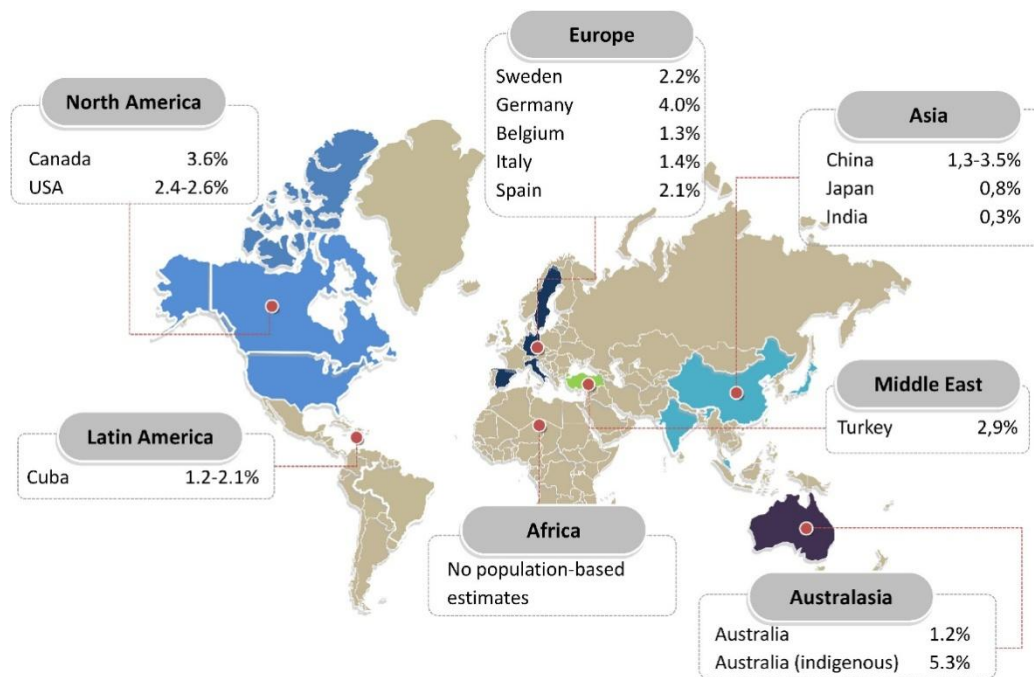 Europe
Sweden 2.2%
Germany 4.0%
Belgium 1.3%
Italy 1.4%
Spain 2.1%
North America
Canada 3.6%
USA 2.4-2.6%
Asia
China 1,3-3.5%
Japan 0,8%
India 0,3%
Middle East
Turkey 2,9%
Latin America
Cuba 1.2-2.1%
Africa
No population-based
estimates
Australasia
Australia 1.2%
Australia (indigenous) 5.3%